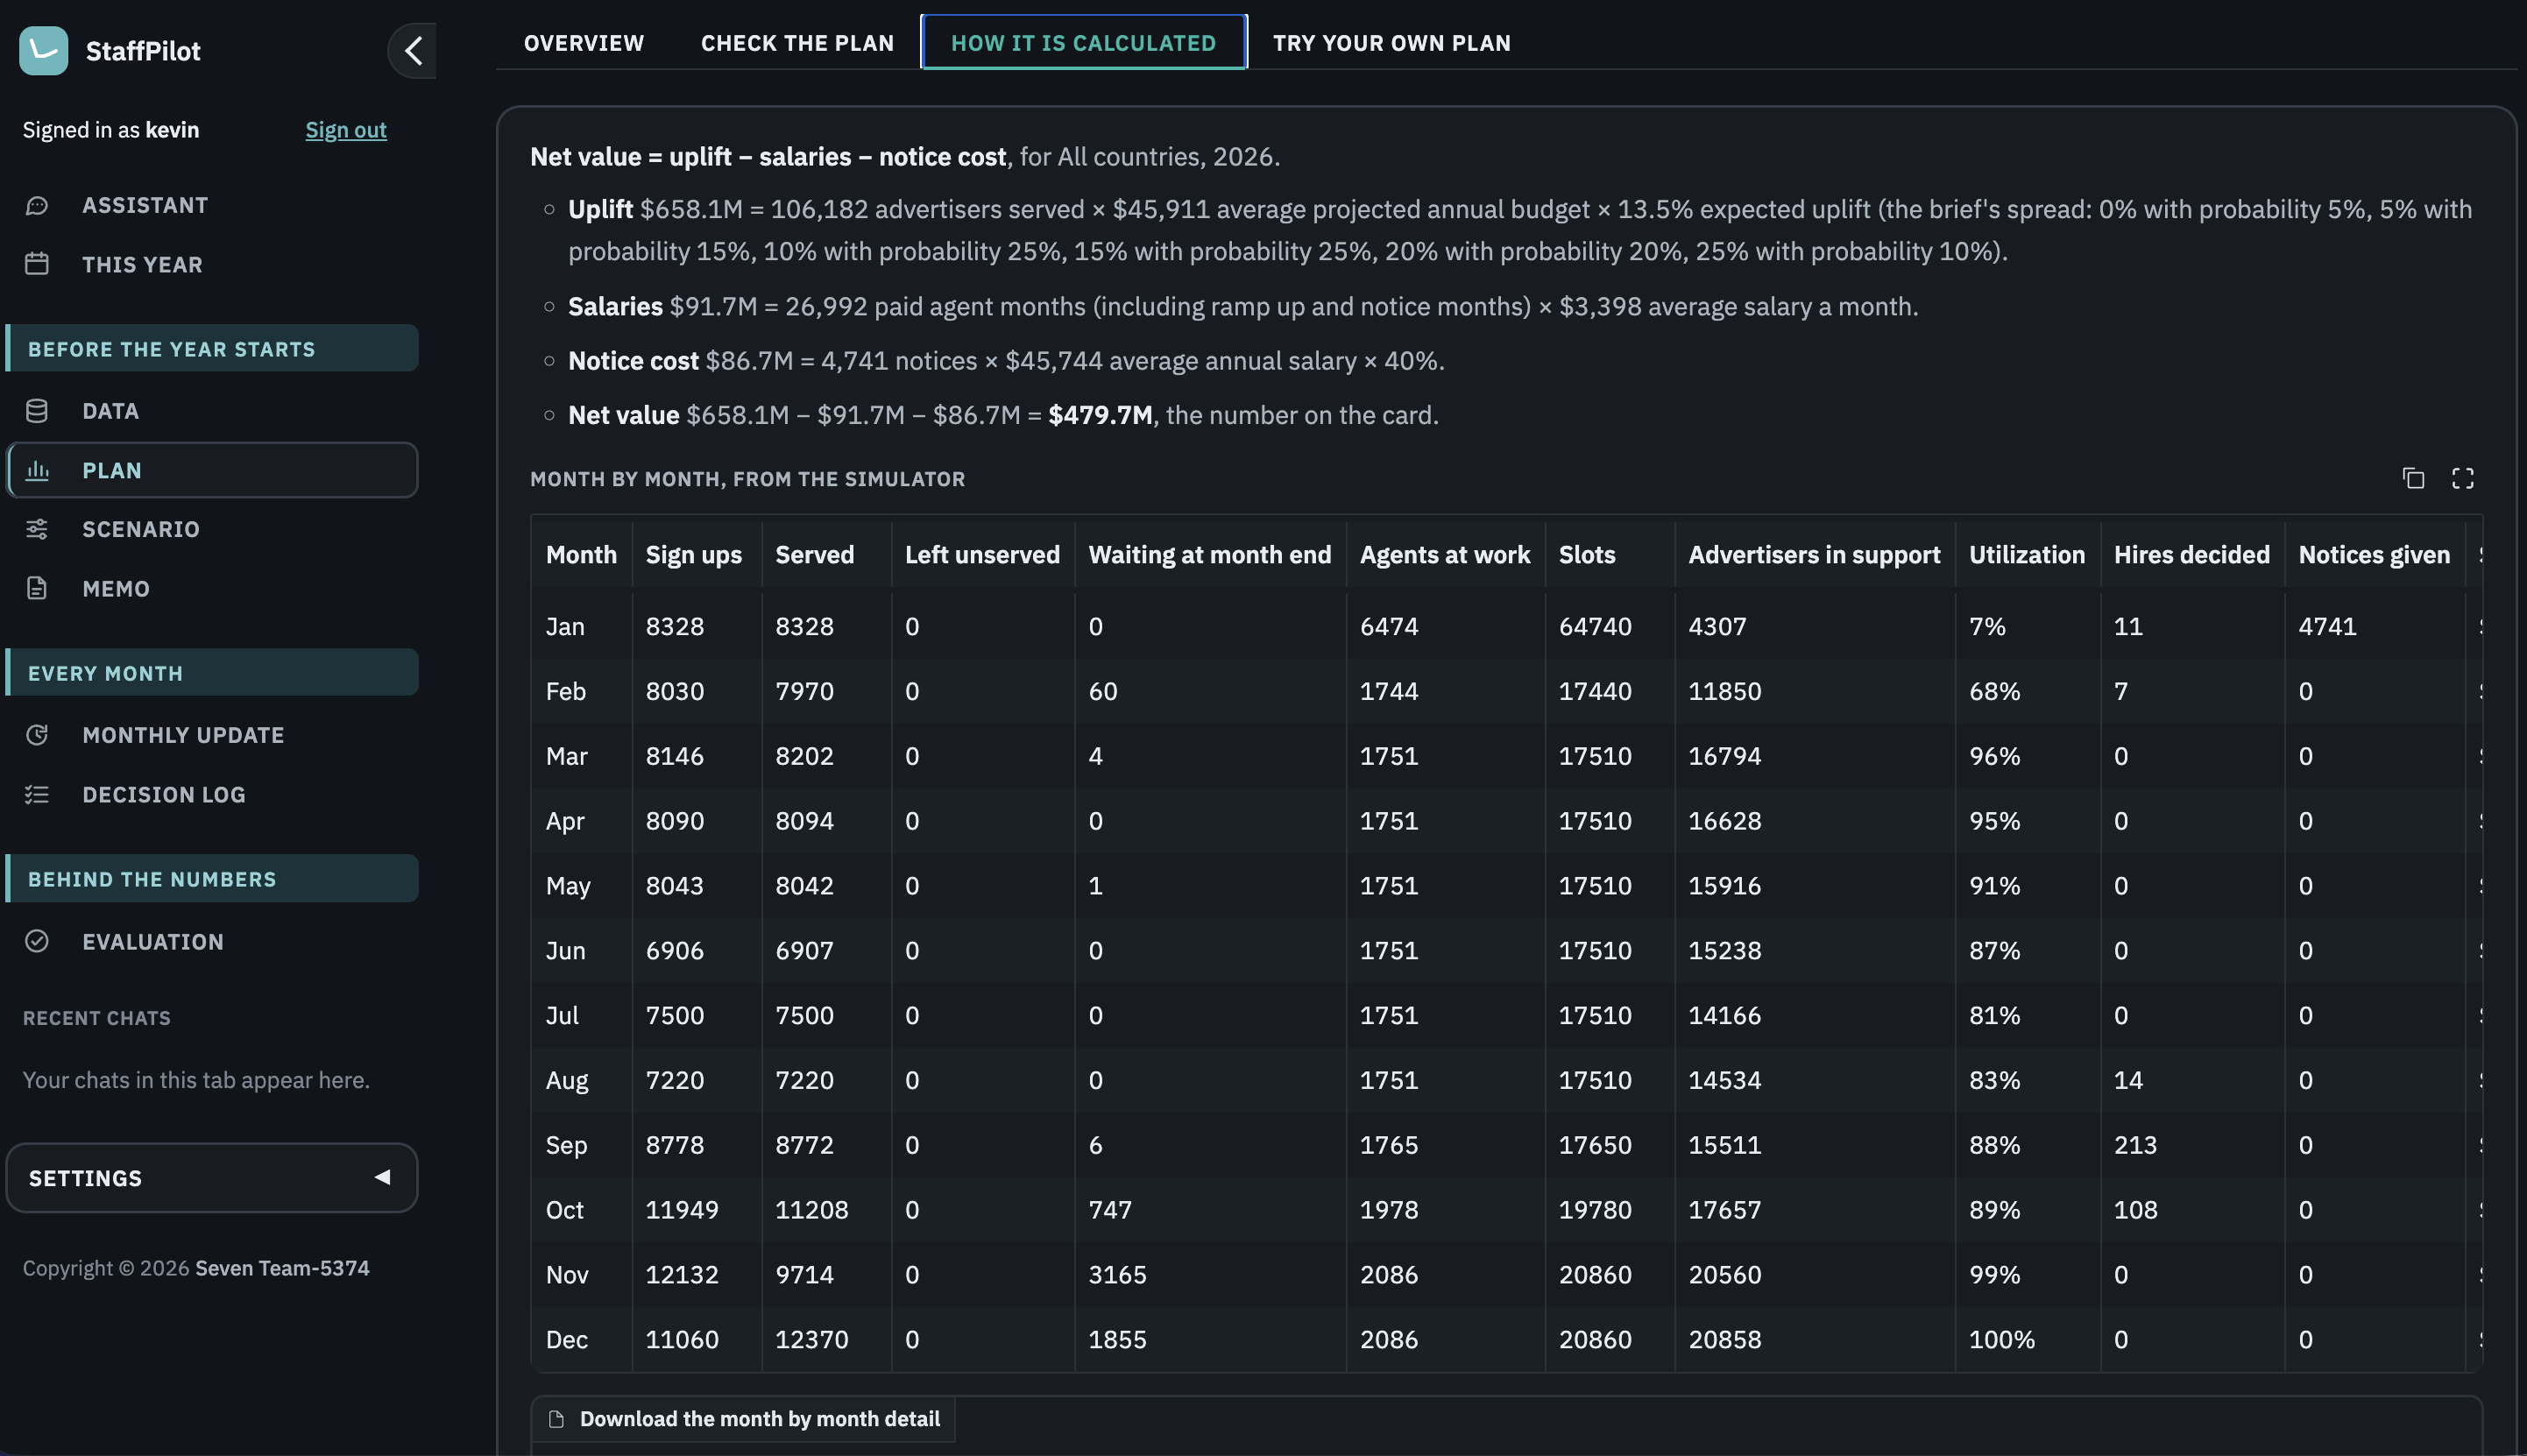 StaffPilot
Signed in as kevin
Sign out
ASSISTANT
THIS YEAR
BEFORE THE YEAR STARTS
DATA
PLAN
SCENARIO
MEMO
EVERY MONTH
MONTHLY UPDATE
DECISION LOG
BEHIND THE NUMBERS
EVALUATION
RECENT CHATS
Your chats in this tab appear here.
SETTINGS
Copyright © 2026 Seven Team-5374
OVERVIEW CHECK THE PLAN HOW IT IS CALCULATED TRY YOUR OWN PLAN
Net value = uplift – salaries – notice cost, for All countries, 2026.
Uplift $658.1M = 106,182 advertisers served × $45,911 average projected annual budget × 13.5% expected uplift (the brief's spread: 0% with probability 5%, 5% with
probability 15%, 10% with probability 25%, 15% with probability 25%, 20% with probability 20%, 25% with probability 10%).
Salaries $91.7M = 26,992 paid agent months (including ramp up and notice months) × $3,398 average salary a month.
Notice cost $86.7M = 4,741 notices × $45,744 average annual salary × 40%.
Net value $658.1M – $91.7M – $86.7M = $479.7M, the number on the card.
MONTH BY MONTH, FROM THE SIMULATOR
Month Sign ups Served Left unserved Waiting at month end Agents at work Slots Advertisers in support Utilization Hires decided Notices given
Jan 8328 8328 0 0 6474 64740 4307 7% 11 4741
Feb 8030 7970 0 60 1744 17440 11850 68% 7 0
Mar 8146 8202 0 4 1751 17510 16794 96% 0 0
Apr 8090 8094 0 0 1751 17510 16628 95% 0 0
May 8043 8042 0 1 1751 17510 15916 91% 0 0
Jun 6906 6907 0 0 1751 17510 15238 87% 0 0
Jul 7500 7500 0 0 1751 17510 14166 81% 0 0
Aug 7220 7220 0 0 1751 17510 14534 83% 14 0
Sep 8778 8772 0 6 1765 17650 15511 88% 213 0
Oct 11949 11208 0 747 1978 19780 17657 89% 108 0
Nov 12132 9714 0 3165 2086 20860 20560 99% 0 0
Dec 11060 12370 0 1855 2086 20860 20858 100% 0 0
Download the month by month detail